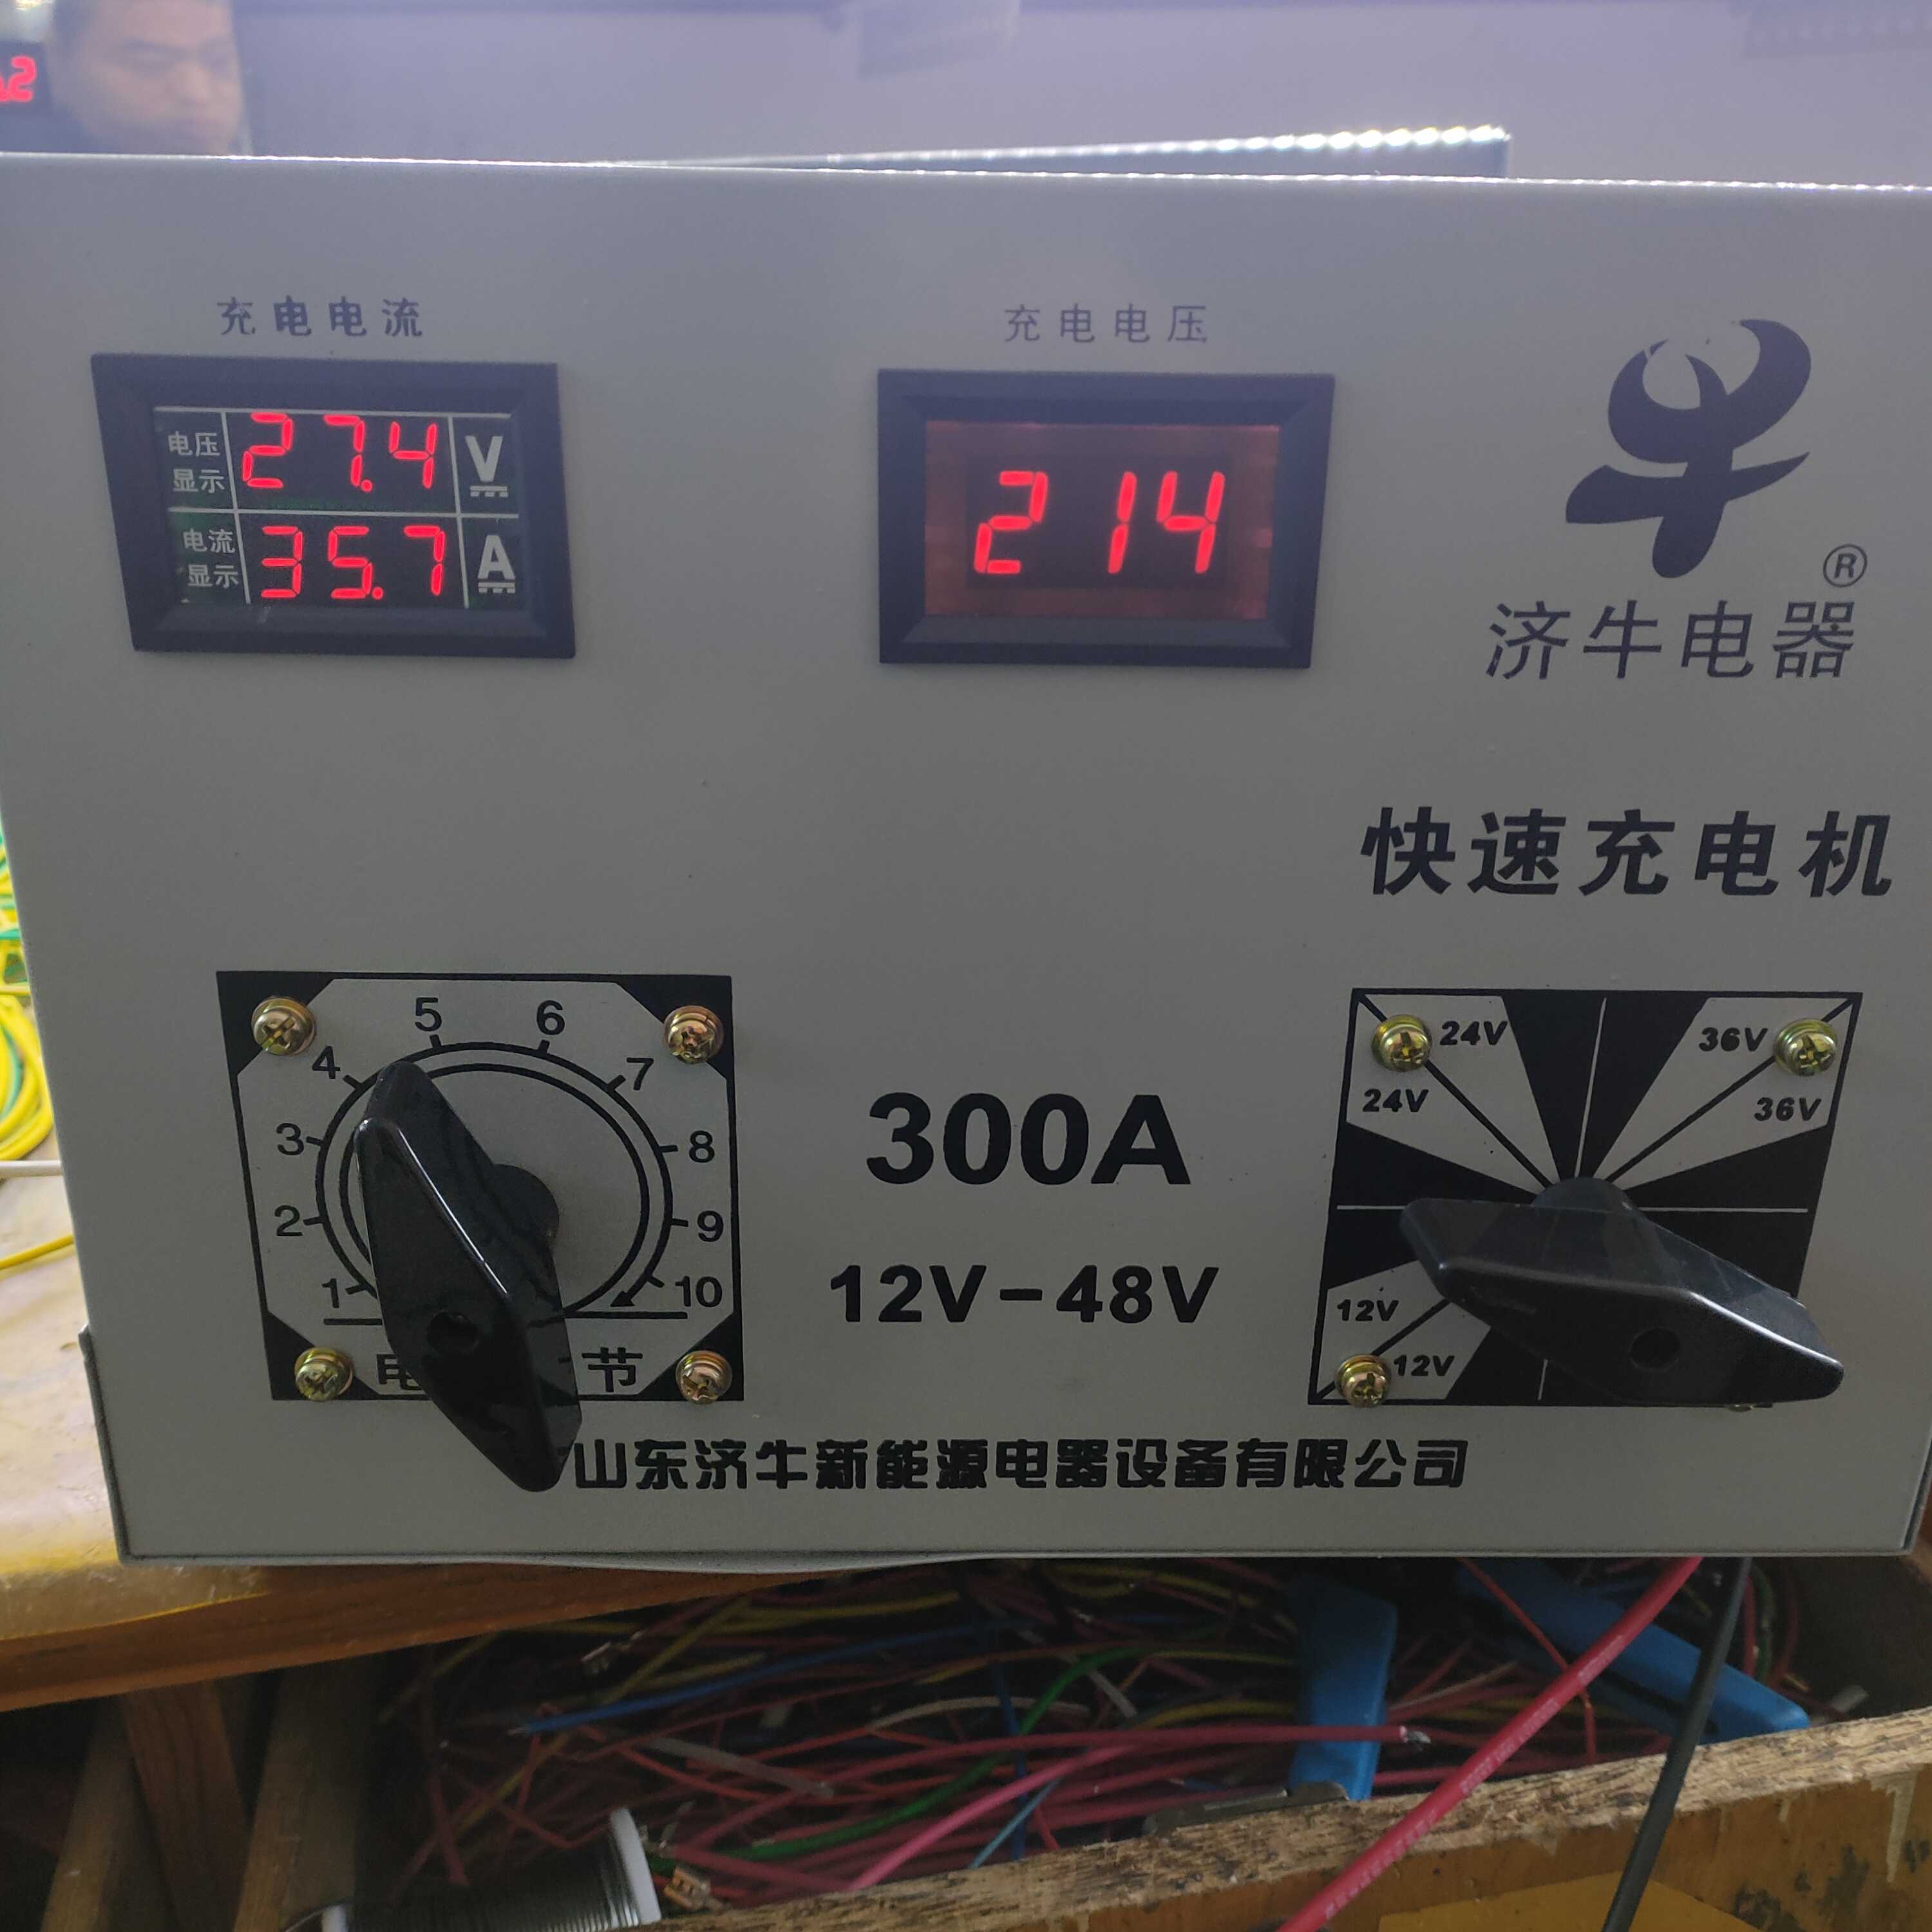 充电电流
充电电压
电压
显示
27.4
V
电流
显示
35.7
A
214
®
济牛电器
快速充电机
1
2
3
4
5
6
7
8
9
10
节
300A
12V-48V
24V
24V
36V
36V
12V
12V
山东济牛新能源电器设备有限公司